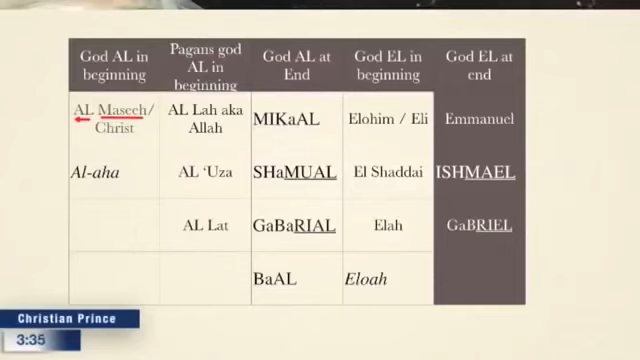 God AL in beginning
Pagans god AL in beginning
God AL at End
God EL in beginning
God EL at end
AL Maseeh/ Christ
AL Lah aka Allah
MIKaAL
Elohim / Eli
Emmanuel
Al-aha
AL ‘Uza
SHaMUAL
El Shaddai
ISHMAEL
AL Lat
GaBaRIAL
Elah
GaBRIEL
BaAL
Eloah
Christian Prince
3:35